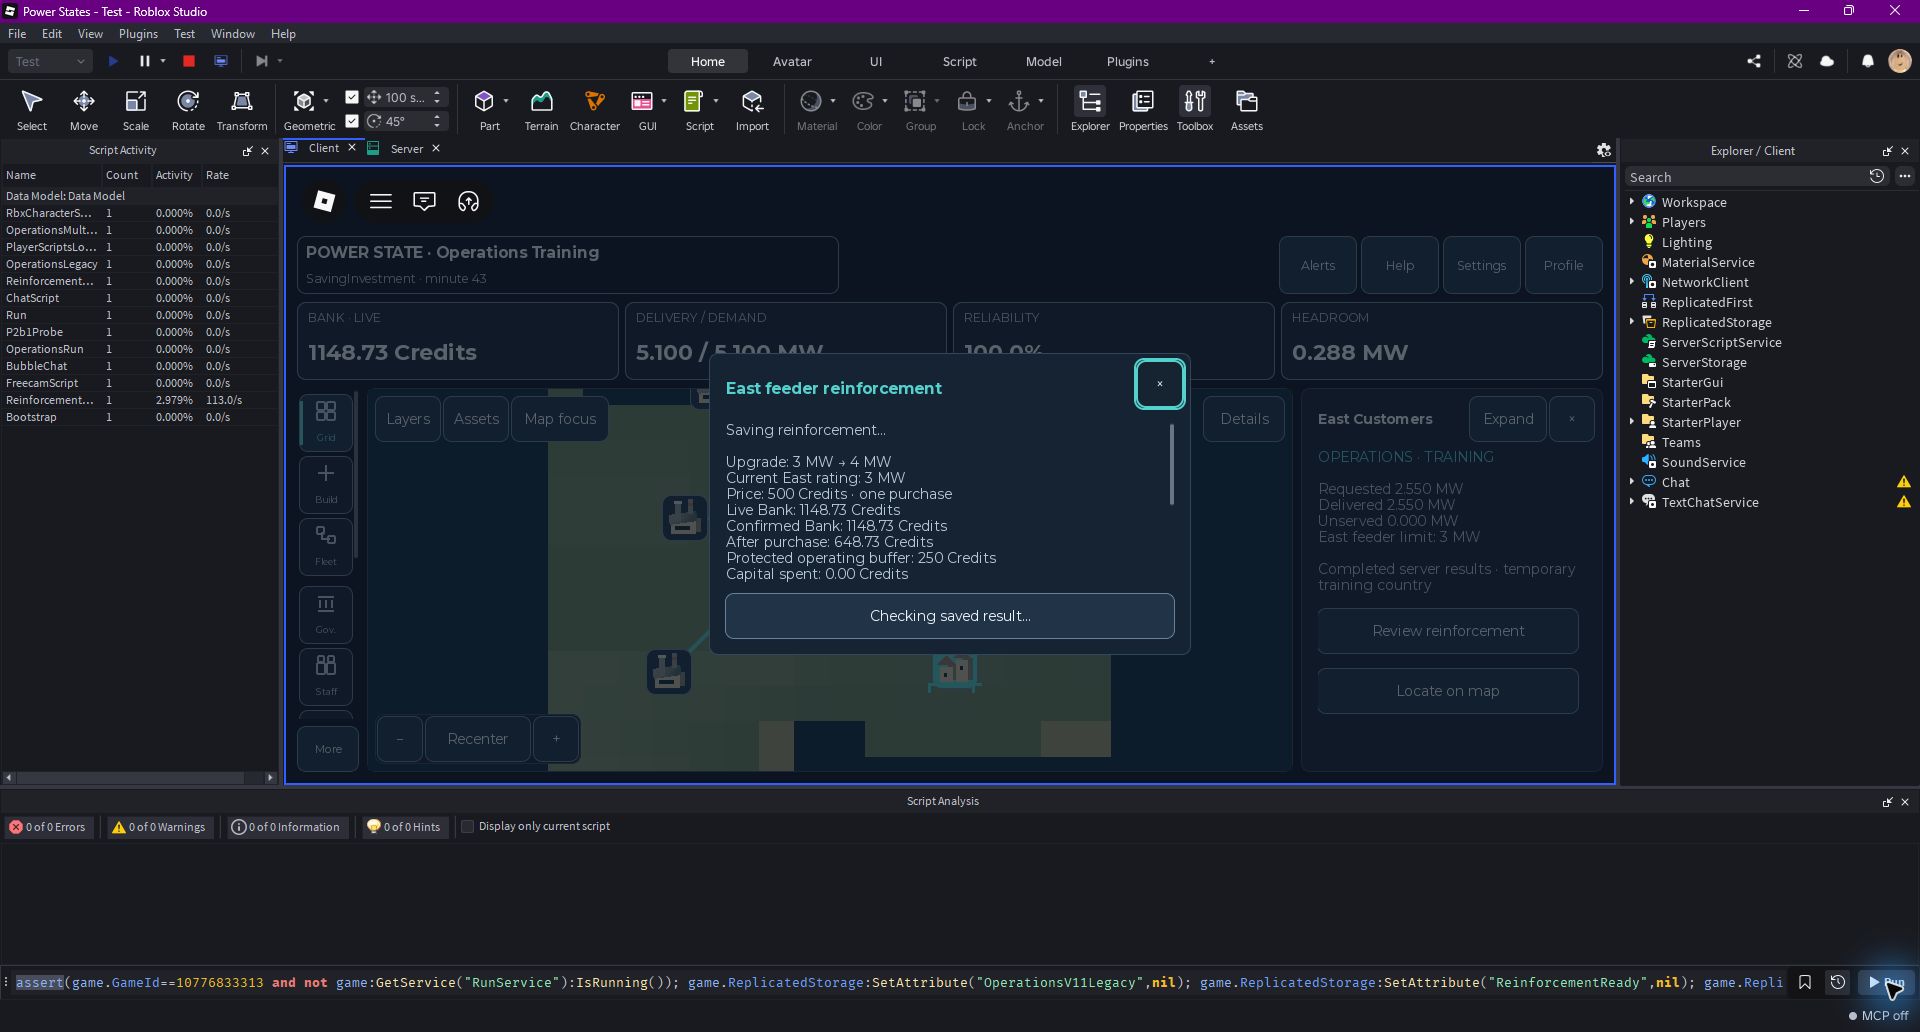 Power States - Test - Roblox Studio
File Edit View Plugins Test Window Help
Test
Home Avatar UI Script Model Plugins +
Select Move Scale Rotate Transform Geometric
100 s...
45°
Part Terrain Character GUI Script Import
Material Color Group Lock Anchor
Explorer Properties Toolbox Assets
Script Activity
Name Count Activity Rate
Data Model: Data Model
RbxCharacterS... 1 0.000% 0.0/s
OperationsMult... 1 0.000% 0.0/s
PlayerScriptsLo... 1 0.000% 0.0/s
OperationsLegacy 1 0.000% 0.0/s
Reinforcement... 1 0.000% 0.0/s
ChatScript 1 0.000% 0.0/s
Run 1 0.000% 0.0/s
P2b1Probe 1 0.000% 0.0/s
OperationsRun 1 0.000% 0.0/s
BubbleChat 1 0.000% 0.0/s
FreecamScript 1 0.000% 0.0/s
Reinforcement... 1 2.979% 113.0/s
Bootstrap 1 0.000% 0.0/s
Client × Server ×
POWER STATE · Operations Training
SavingInvestment · minute 43
Alerts Help Settings Profile
BANK · LIVE
1148.73 Credits
DELIVERY / DEMAND
5.100 / 5.100 MW
RELIABILITY
100.0%
HEADROOM
0.288 MW
Grid
Build
Fleet
Gov.
Staff
More
Layers Assets Map focus
Details
East feeder reinforcement
×
Saving reinforcement...
Upgrade: 3 MW → 4 MW
Current East rating: 3 MW
Price: 500 Credits · one purchase
Live Bank: 1148.73 Credits
Confirmed Bank: 1148.73 Credits
After purchase: 648.73 Credits
Protected operating buffer: 250 Credits
Capital spent: 0.00 Credits
Checking saved result...
− Recenter +
East Customers
Expand ×
OPERATIONS · TRAINING
Requested 2.550 MW
Delivered 2.550 MW
Unserved 0.000 MW
East feeder limit: 3 MW
Completed server results · temporary
training country
Review reinforcement
Locate on map
Explorer / Client
Search
Workspace
Players
Lighting
MaterialService
NetworkClient
ReplicatedFirst
ReplicatedStorage
ServerScriptService
ServerStorage
StarterGui
StarterPack
StarterPlayer
Teams
SoundService
Chat
TextChatService
Script Analysis
0 of 0 Errors 0 of 0 Warnings 0 of 0 Information 0 of 0 Hints Display only current script
assert(game.GameId==10776833313 and not game:GetService("RunService"):IsRunning()); game.ReplicatedStorage:SetAttribute("OperationsV11Legacy",nil); game.ReplicatedStorage:SetAttribute("ReinforcementReady",nil); game.Repli
MCP off